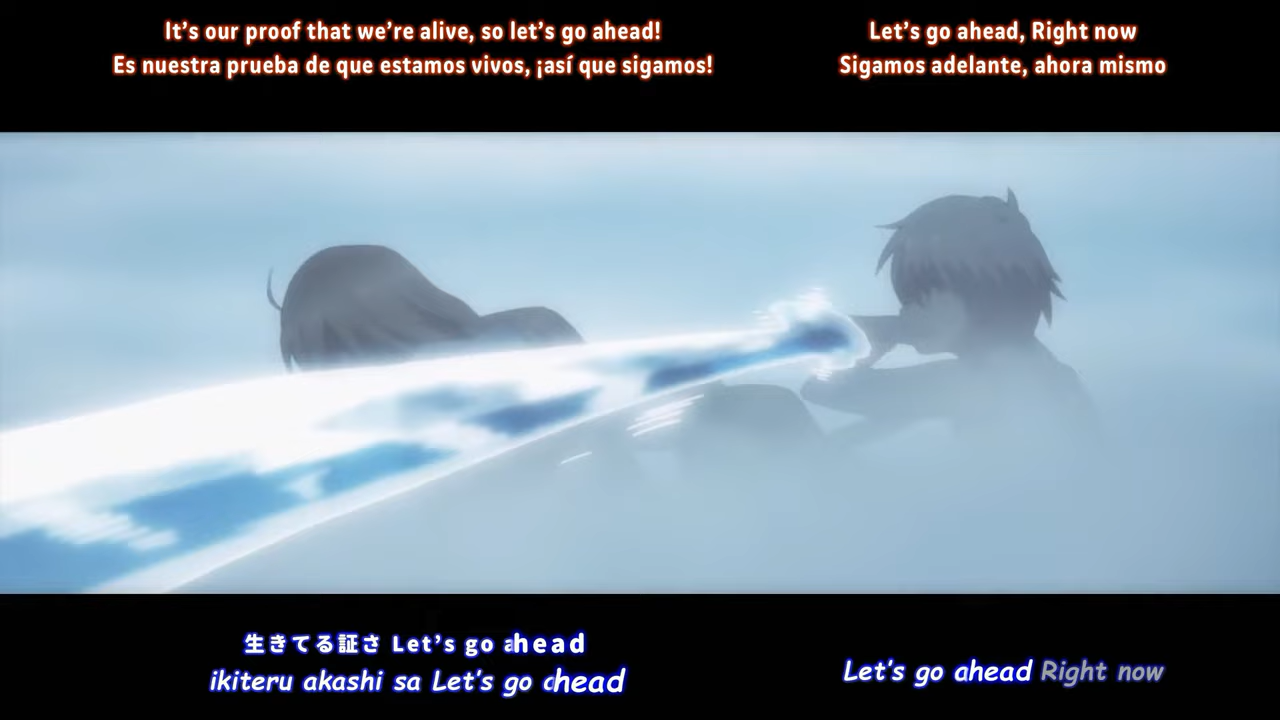 It's our proof that we're alive, so let's go ahead!
Es nuestra prueba de que estamos vivos, ¡así que sigamos!
Let's go ahead, Right now
Sigamos adelante, ahora mismo
生きてる証さ Let's go ahead
ikiteru akashi sa Let's go ahead
Let's go ahead Right now